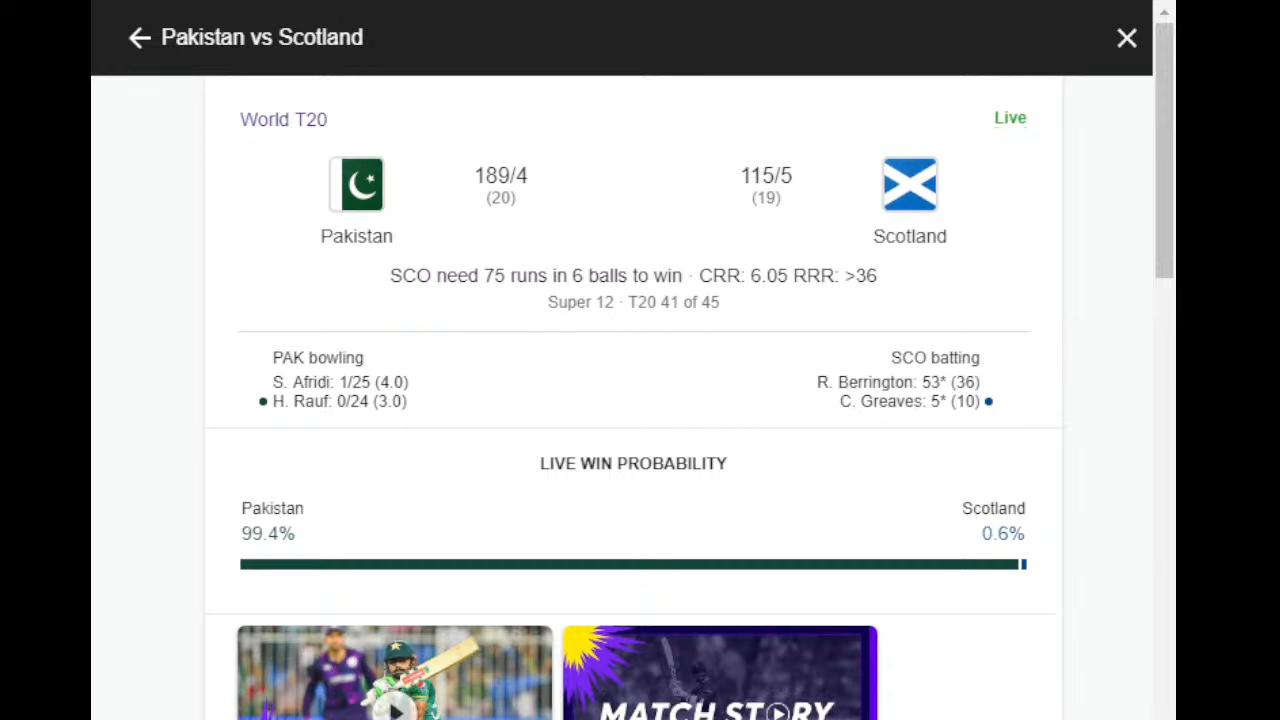 Pakistan vs Scotland
World T20
Live
189/4
(20)
115/5
(19)
Pakistan
Scotland
SCO need 75 runs in 6 balls to win · CRR: 6.05 RRR: >36
Super 12 · T20 41 of 45
PAK bowling
S. Afridi: 1/25 (4.0)
H. Rauf: 0/24 (3.0)
SCO batting
R. Berrington: 53* (36)
C. Greaves: 5* (10)
LIVE WIN PROBABILITY
Pakistan
Scotland
99.4%
0.6%
MATCH STORY